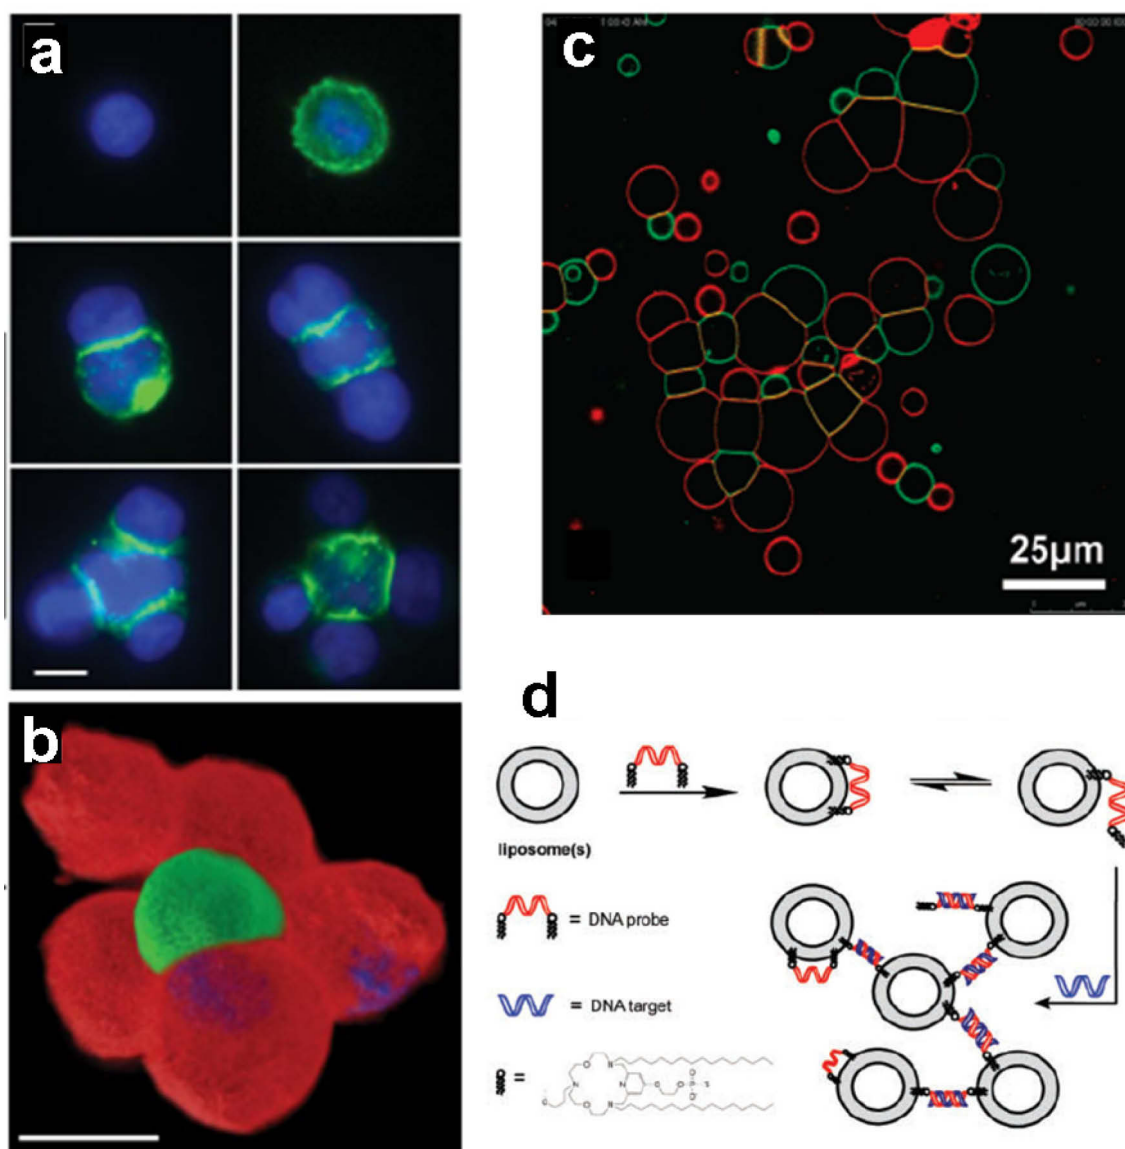 a
c
25µm
b
d
liposome(s)
= DNA probe
= DNA target
=